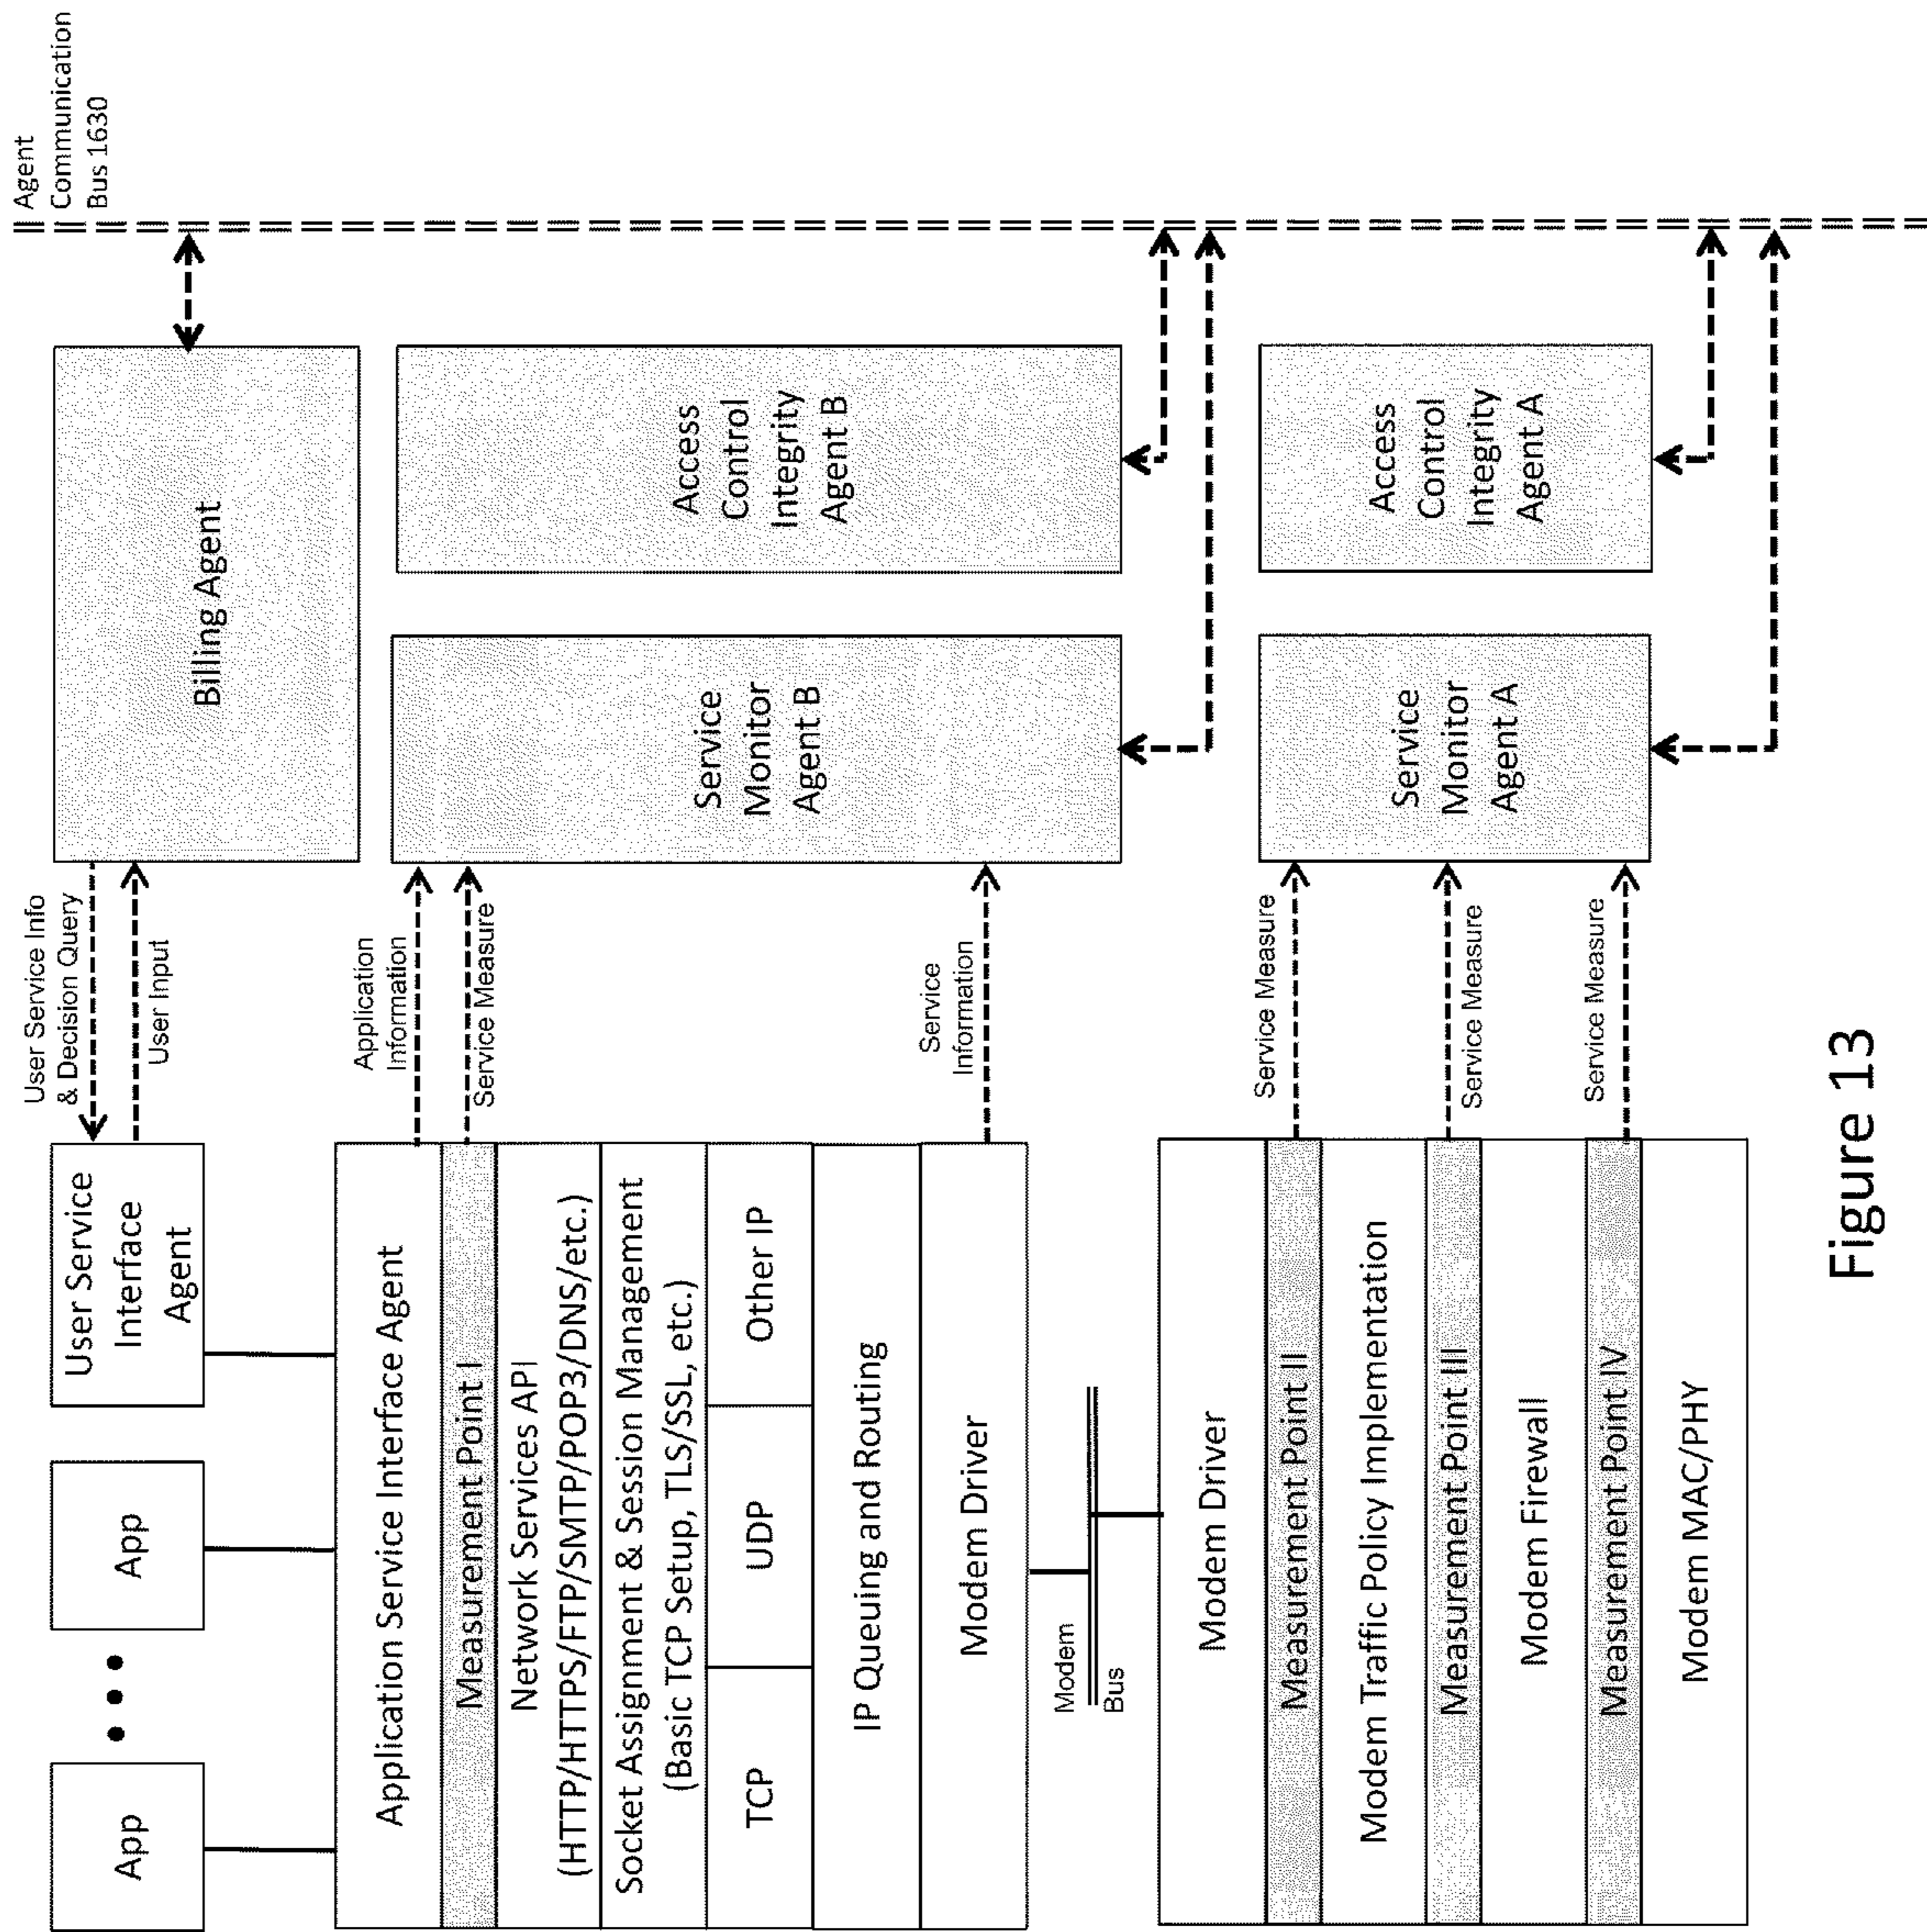 Agent
Communication
Bus 1630
User Service Info
& Decision Query
User Input
Billing Agent
App
App
User Service
Interface
Agent
Application Service Interface Agent
Measurement Point I
Network Services API
(HTTP/HTTPS/FTP/SMTP/POP3/DNS/etc.)
Socket Assignment & Session Management
(Basic TCP Setup, TLS/SSL, etc.)
TCP
UDP
Other IP
IP Queuing and Routing
Modem Driver
Application
Information
Service Measure
Service
Information
Service
Monitor
Agent B
Access
Control
Integrity
Agent B
Modem
Bus
Modem Driver
Measurement Point II
Modem Traffic Policy Implementation
Measurement Point III
Modem Firewall
Measurement Point IV
Modem MAC/PHY
Service Measure
Service Measure
Service Measure
Service
Monitor
Agent A
Access
Control
Integrity
Agent A
Figure 13